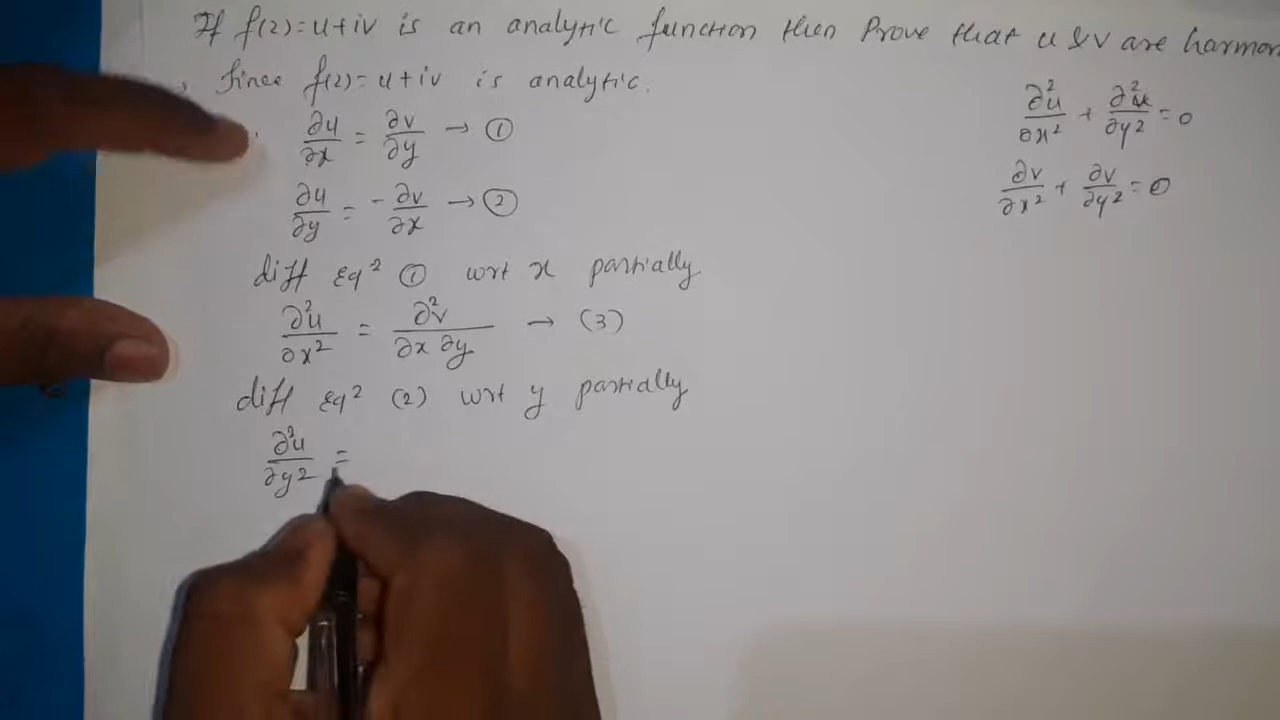 If f(z)=u+iv is an analytic function then Prove that u & v are harmon
Since f(z)=u+iv is analytic.
∂u/∂x = ∂v/∂y → ①
∂u/∂y = -∂v/∂x → ②
diff Eqⁿ ① wrt x partially
∂²u/∂x² = ∂²v/∂x ∂y → (3)
diff Eqⁿ (2) wrt y partially
∂²u/∂y² =
∂²u/∂x² + ∂²u/∂y² = 0
∂v/∂x² + ∂v/∂y² = 0